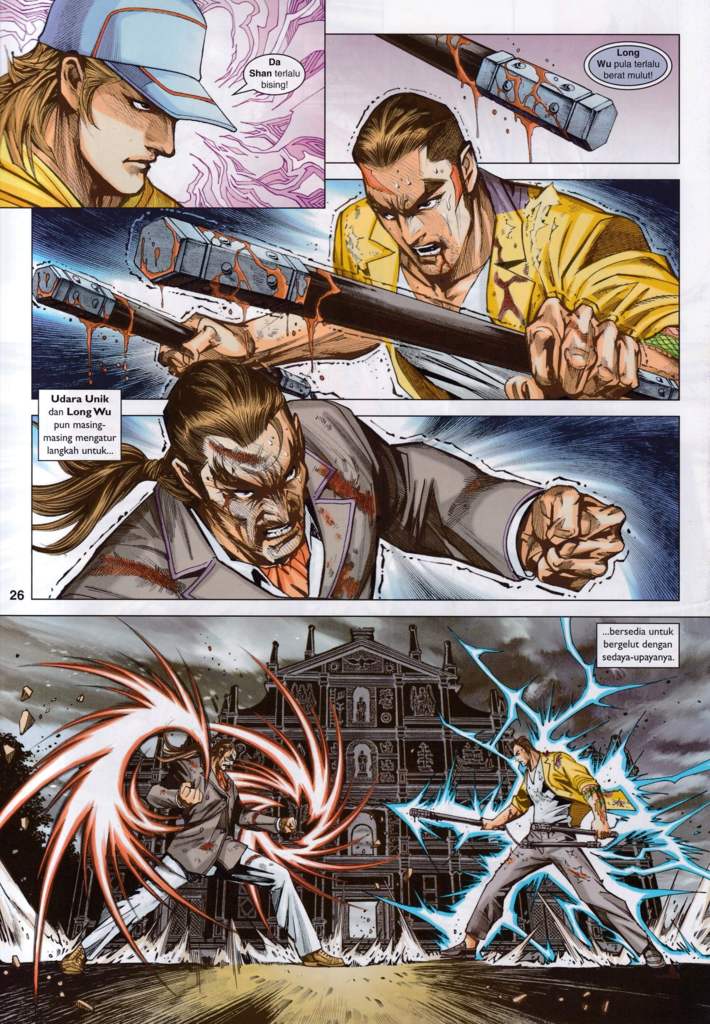 Da
Shan terlalu
bising!
Long
Wu pula terlalu
berat mulut!
Udara Unik
dan Long Wu
pun masing-
masing mengatur
langkah untuk...
26
...bersedia untuk
bergelut dengan
sedaya-upayanya.